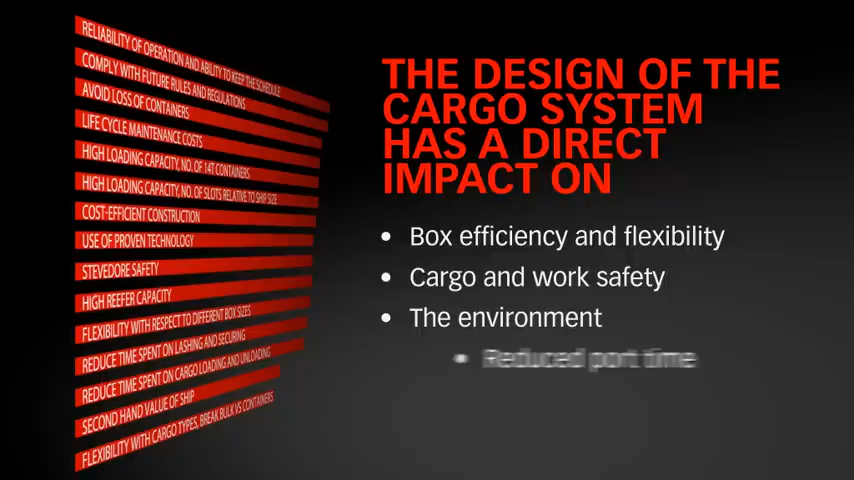 RELIABILITY OF OPERATION AND ABILITY TO KEEP THE SCHEDULE
COMPLY WITH FUTURE RULES AND REGULATIONS
AVOID LOSS OF CONTAINERS
LIFE CYCLE MAINTENANCE COSTS
HIGH LOADING CAPACITY, NO. OF 14T CONTAINERS
HIGH LOADING CAPACITY, NO. OF SLOTS RELATIVE TO SHIP SIZE
COST-EFFICIENT CONSTRUCTION
USE OF PROVEN TECHNOLOGY
STEVEDORE SAFETY
HIGH REEFER CAPACITY
FLEXIBILITY WITH RESPECT TO DIFFERENT BOX SIZES
REDUCE TIME SPENT ON LASHING AND SECURING
REDUCE TIME SPENT ON CARGO LOADING AND UNLOADING
SECOND HAND VALUE OF SHIP
FLEXIBILITY WITH CARGO TYPES, BREAK BULK VS CONTAINERS
THE DESIGN OF THE
CARGO SYSTEM
HAS A DIRECT
IMPACT ON
• Box efficiency and flexibility
• Cargo and work safety
• The environment
• Reduced port time